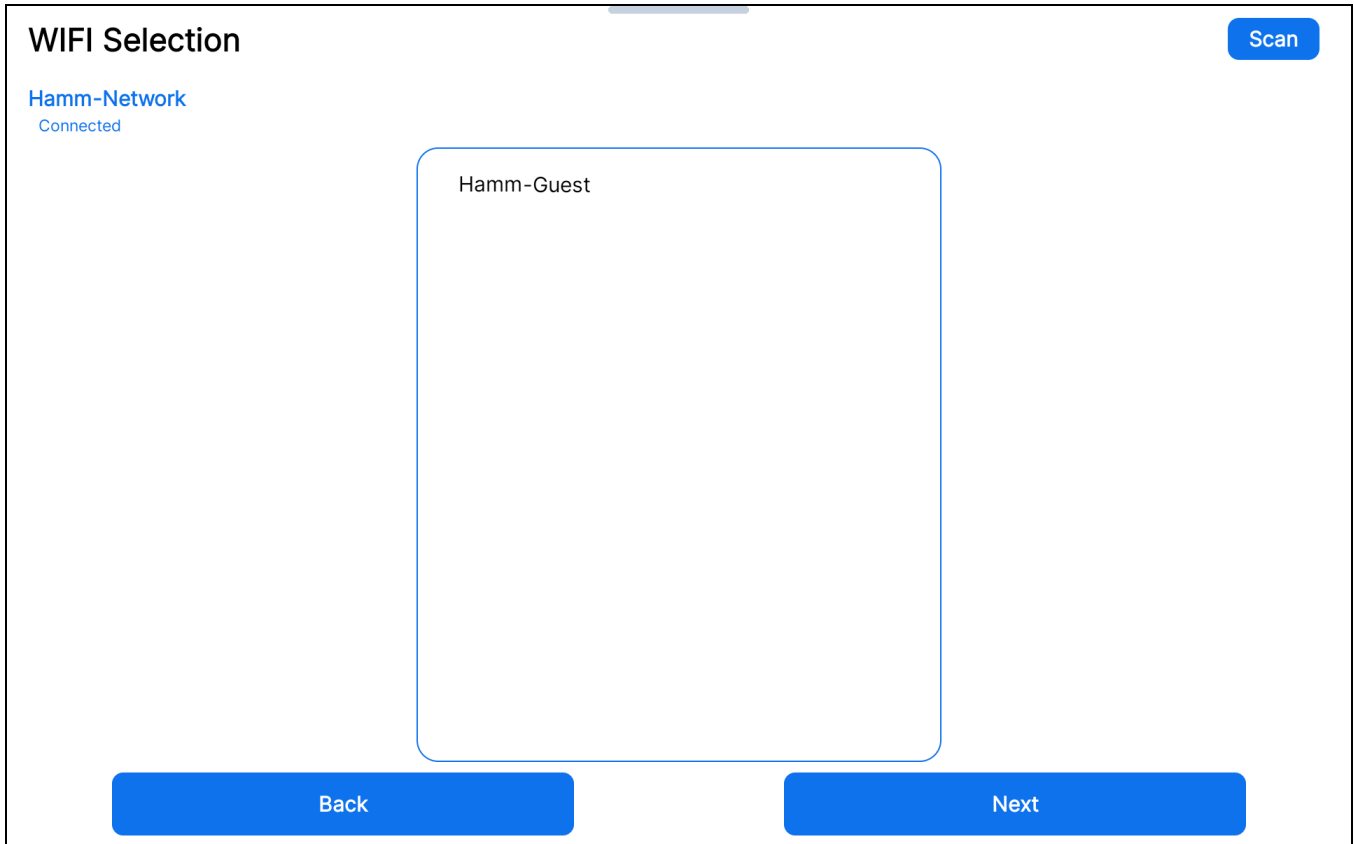 WIFI Selection
Scan
Hamm-Network
Connected
Hamm-Guest
Back
Next